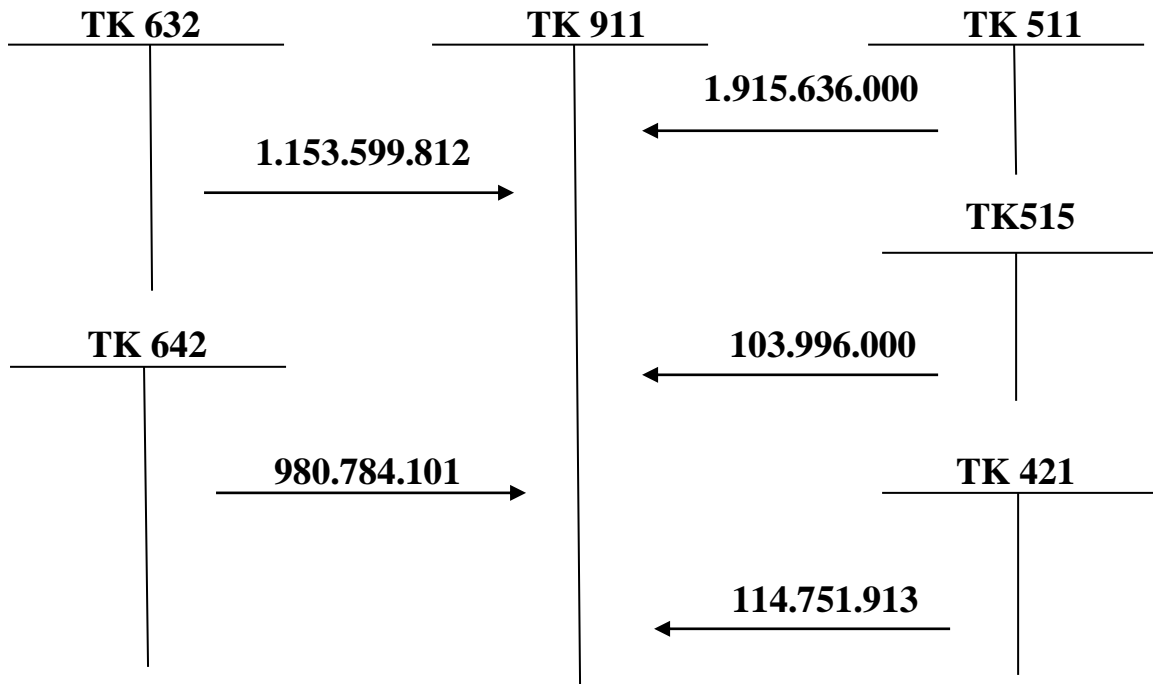 TK 632
TK 911
TK 511
1.915.636.000
1.153.599.812
TK515
TK 642
103.996.000
980.784.101
TK 421
114.751.913